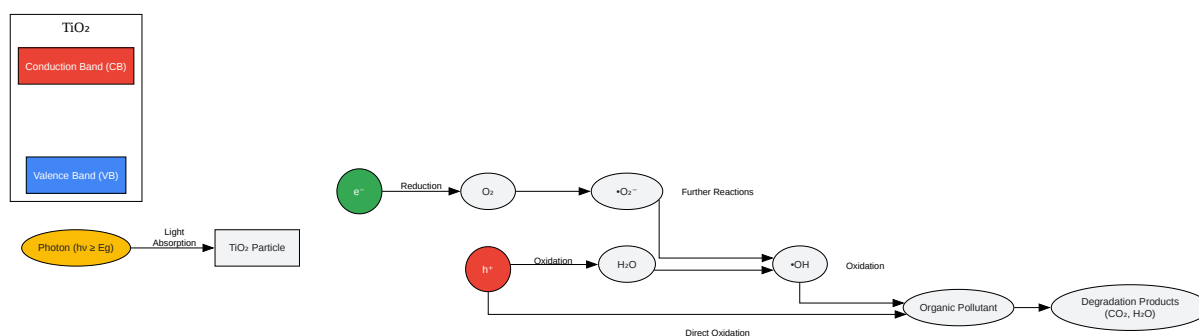 TiO₂
Conduction Band (CB)
Valence Band (VB)
Photon (hν ≥ Eg)
Light
Absorption
TiO₂ Particle
e⁻
Reduction
O₂
•O₂⁻
Further Reactions
h⁺
Oxidation
H₂O
•OH
Oxidation
Direct Oxidation
Organic Pollutant
Degradation Products
(CO₂, H₂O)